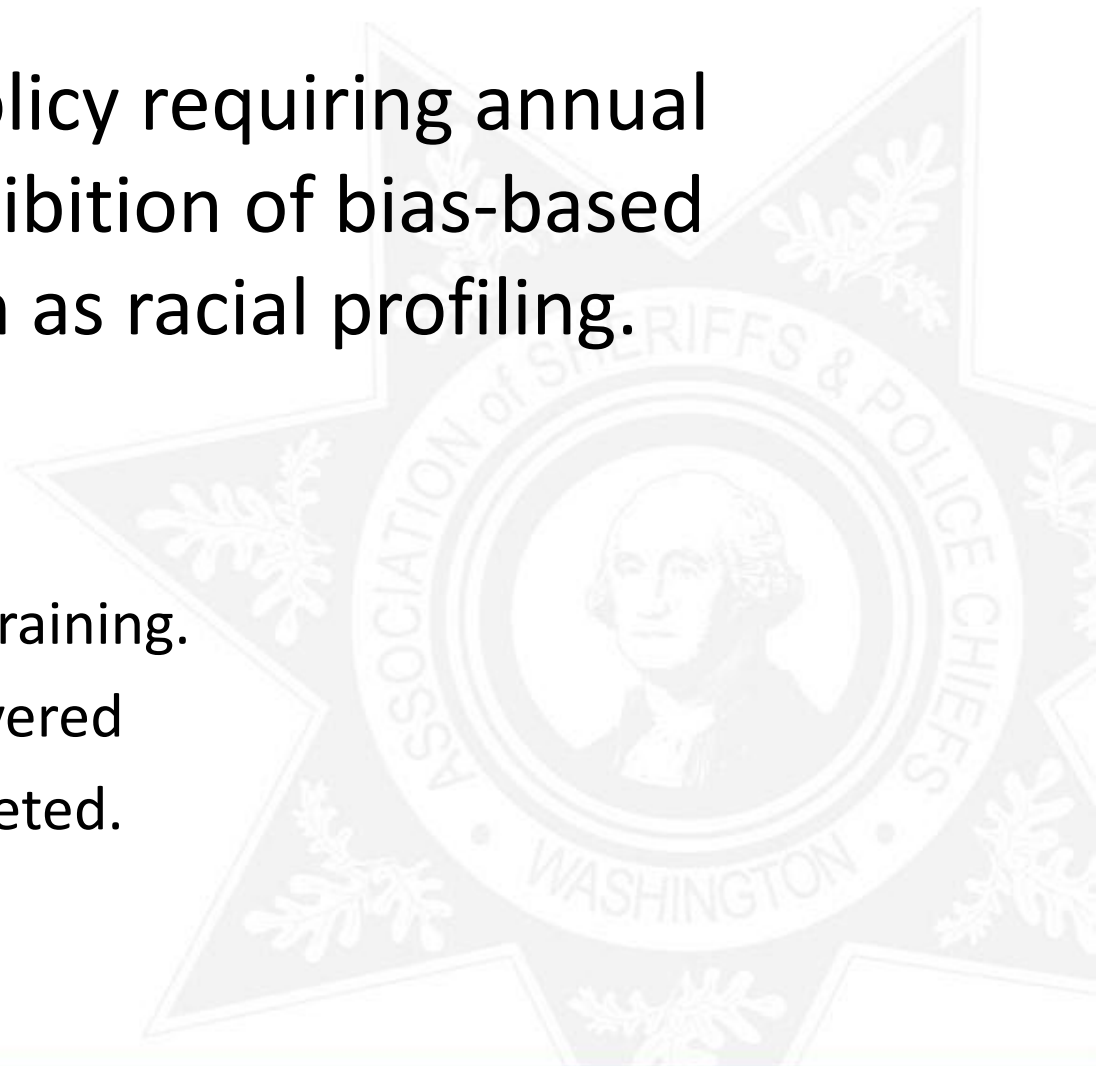 olicy requiring annual
ibition of bias-based
n as racial profiling.
raining.
vered
eted.
ASSOCIATION of SHERIFFS & POLICE CHIEFS
WASHINGTON